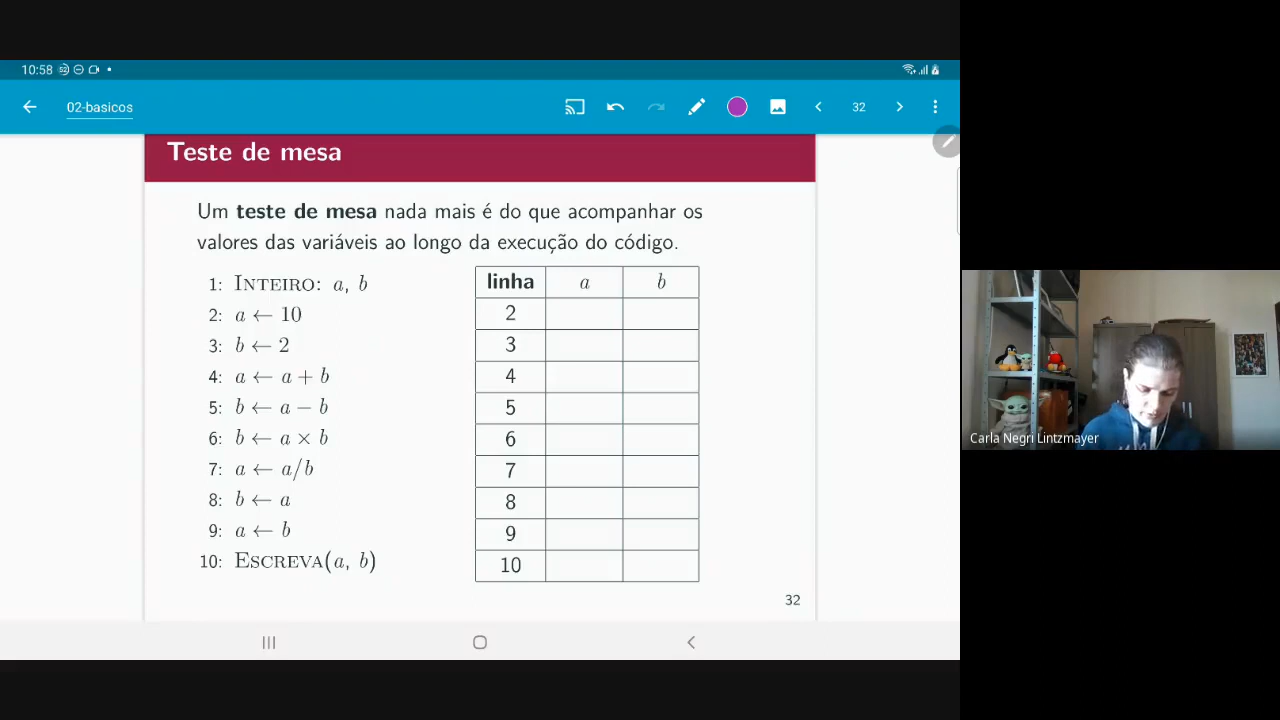 10:58
02-basicos
32
Teste de mesa
Um teste de mesa nada mais é do que acompanhar os
valores das variáveis ao longo da execução do código.
1: INTEIRO: a, b
2: a ← 10
3: b ← 2
4: a ← a + b
5: b ← a − b
6: b ← a × b
7: a ← a/b
8: b ← a
9: a ← b
10: ESCREVA(a, b)
linha a b
2
3
4
5
6
7
8
9
10
32
Carla Negri Lintzmayer